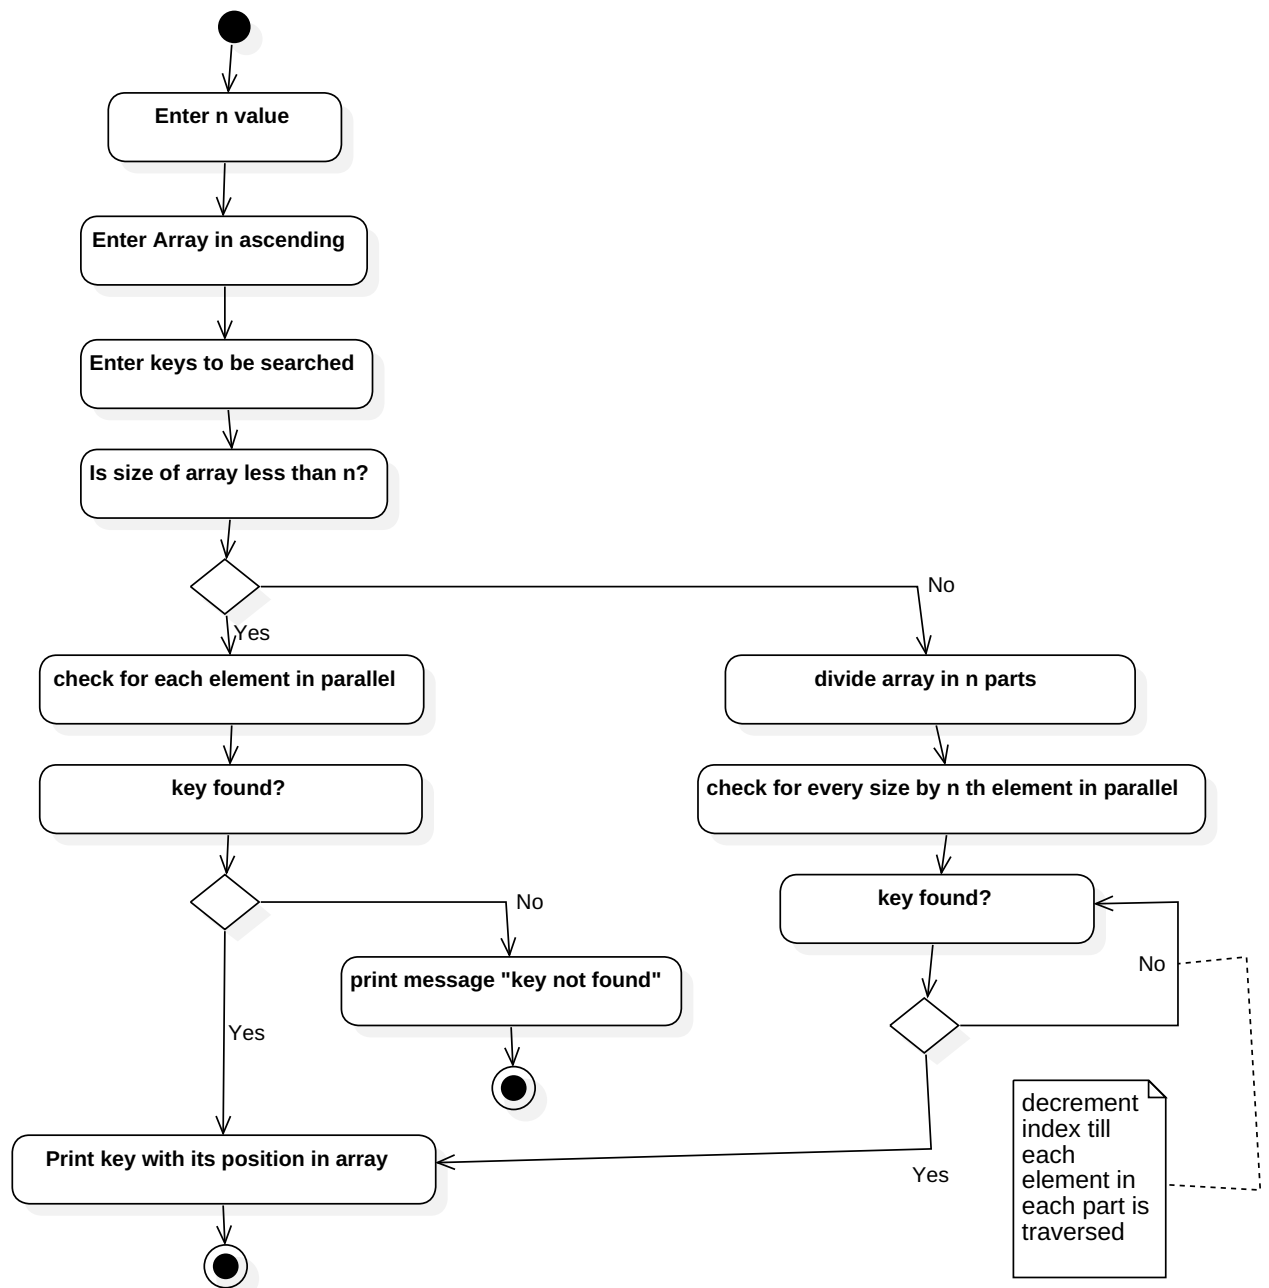 Enter n value
Enter Array in ascending
Enter keys to be searched
Is size of array less than n?
No
Yes
check for each element in parallel
divide array in n parts
key found?
check for every size by n th element in parallel
key found?
No
print message "key not found"
No
Yes
decrement
index till
each
element in
each part is
traversed
Print key with its position in array
Yes